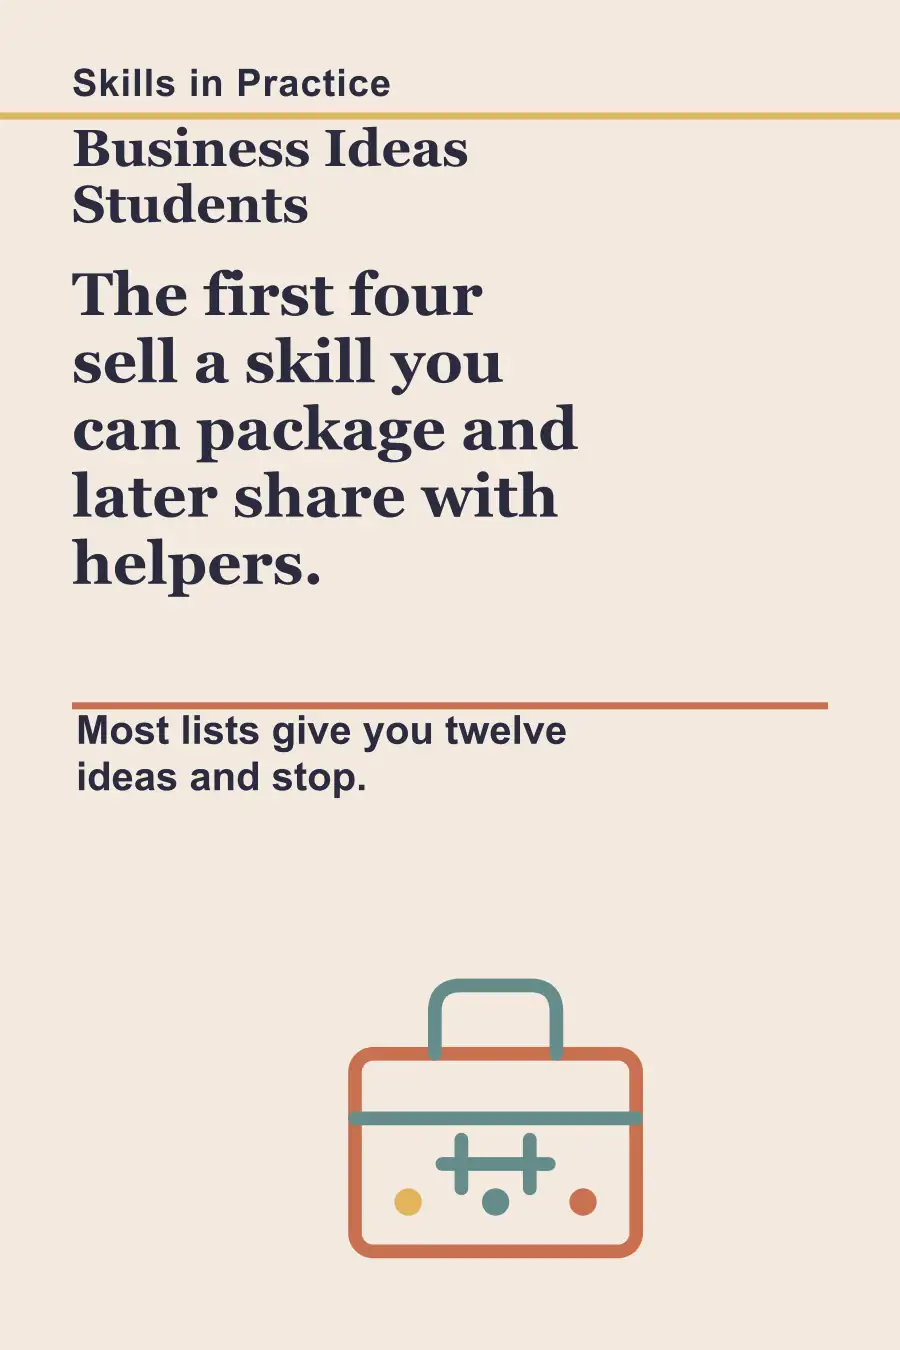 Skills in Practice
Business Ideas
Students
The first four
sell a skill you
can package and
later share with
helpers.
Most lists give you twelve
ideas and stop.